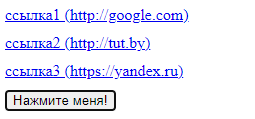 ссылка1 (http://google.com)
ссылка2 (http://tut.by)
ссылка3 (https://yandex.ru)
Нажмите меня!